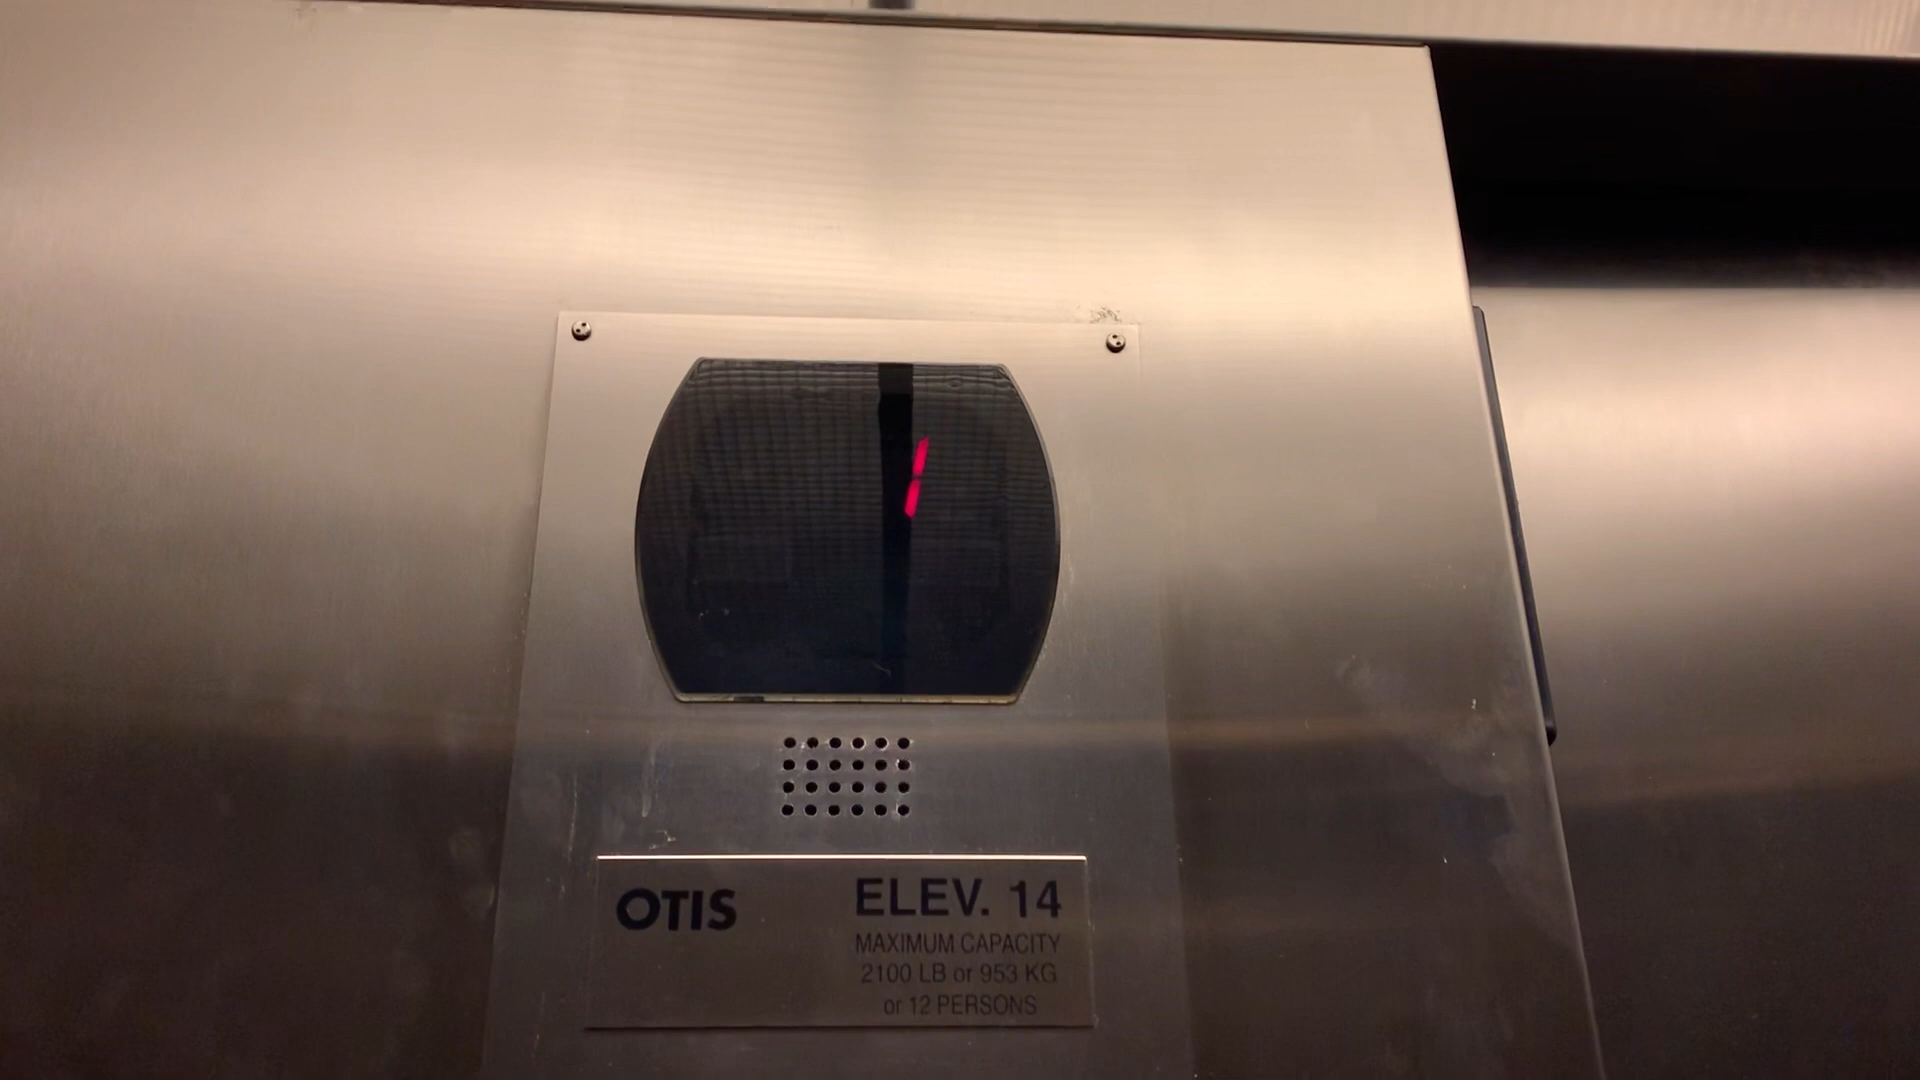 1
OTIS
ELEV. 14
MAXIMUM CAPACITY
2100 LB or 953 KG
or 12 PERSONS